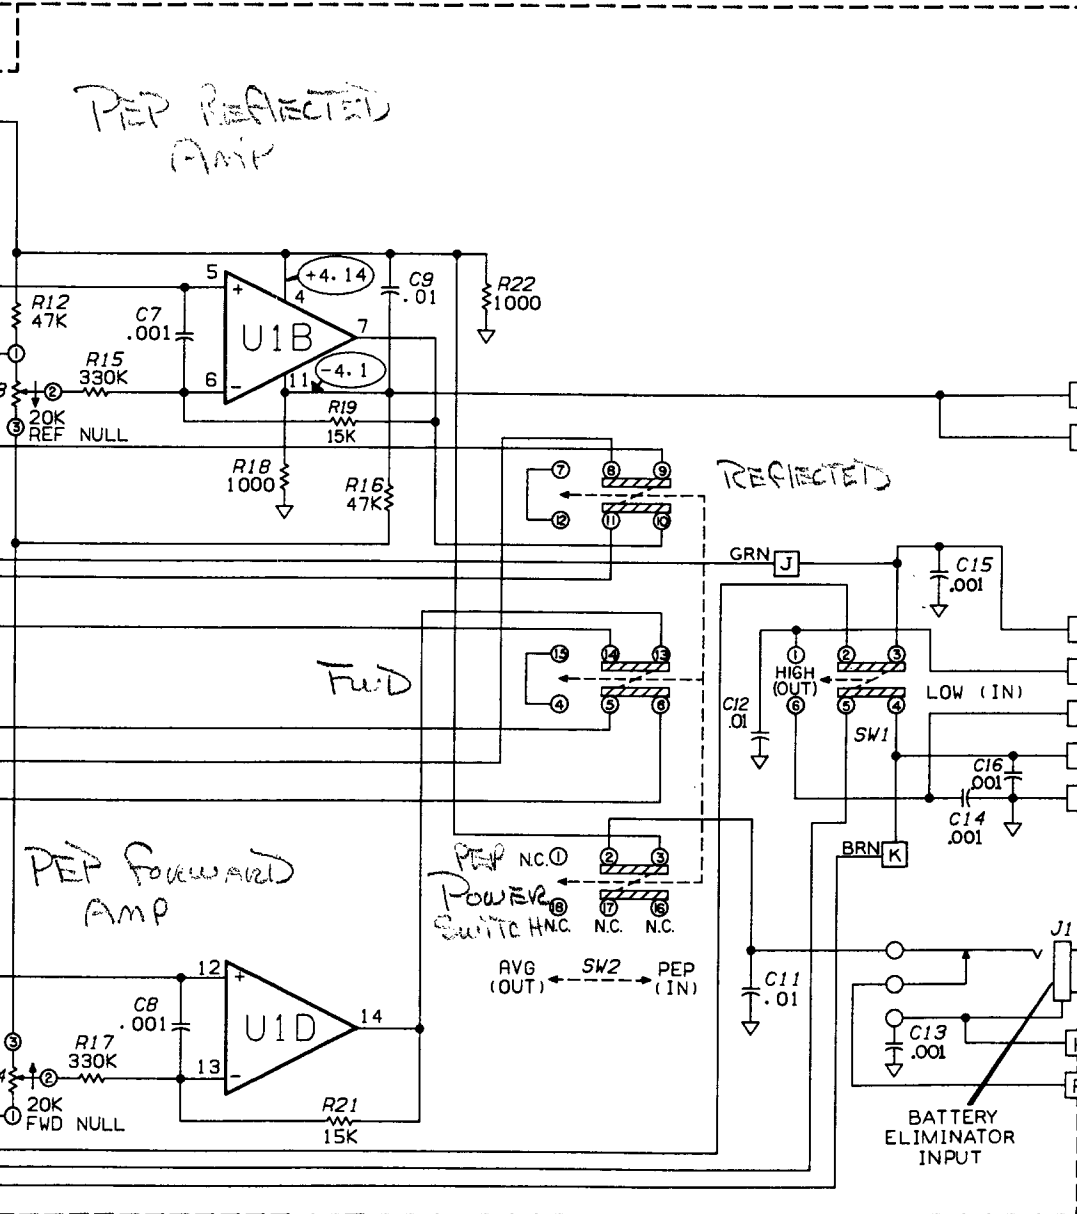 PEP REFLECTED
AMP
+4.14
5
+
4
C9
.01
R22
1000
R12
47K
C7
.001
U1B
7
1
R15
330K
-4.1
6
-
11
2
20K
REF NULL
3
R19
15K
R18
1000
R16
47K
7
8
9
REFLECTED
12
11
10
GRN
J
C15
.001
15
14
13
1
2
3
FWD
HIGH
(OUT)
LOW (IN)
4
5
6
C12
.01
6
5
4
SW1
C16
.001
C14
.001
BRN
K
PEP FORWARD
AMP
PEP
POWER
SWITCH
N.C.
1
2
3
18
17
16
N.C.
N.C.
N.C.
J1
AVG
(OUT)
SW2
PEP
(IN)
C11
.01
12
+
C8
.001
U1D
14
C13
.001
3
R17
330K
13
-
2
20K
FWD NULL
1
R21
15K
BATTERY
ELIMINATOR
INPUT